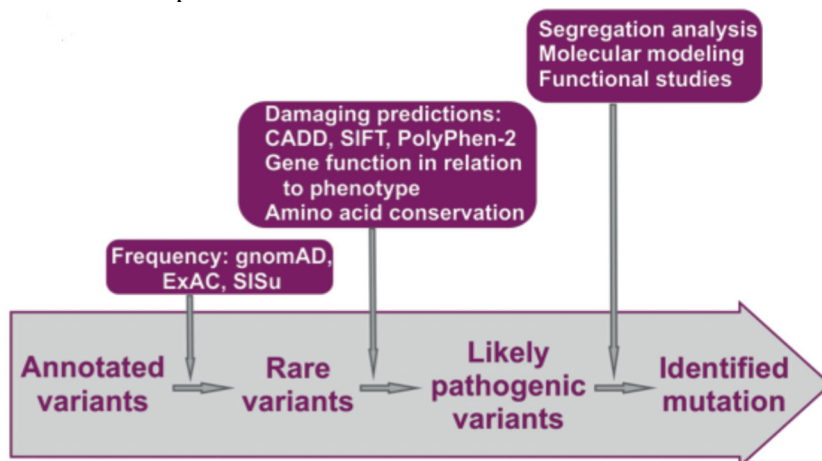 Segregation analysis
Molecular modeling
Functional studies
Damaging predictions:
CADD, SIFT, PolyPhen-2
Gene function in relation
to phenotype
Amino acid conservation
Frequency: gnomAD,
ExAC, SISu
Annotated
variants
Rare
variants
Likely
pathogenic
variants
Identified
mutation